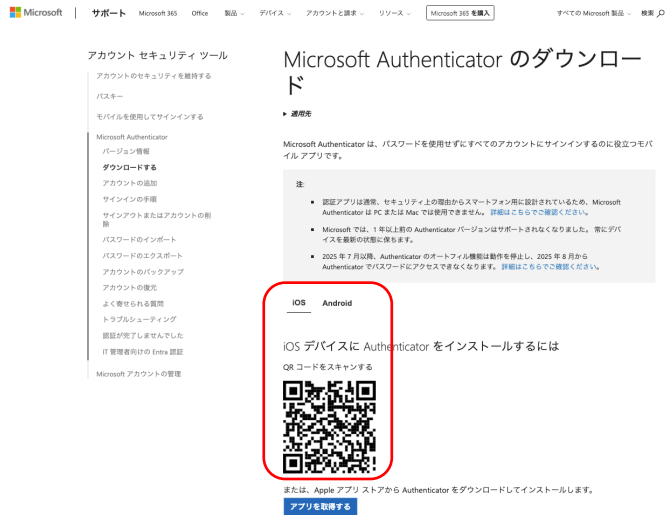 Microsoft
サポート
Microsoft 365
Office
製品
デバイス
アカウントと請求
リソース
Microsoft 365 を購入
すべての Microsoft 製品
検索
アカウント セキュリティ ツール
アカウントのセキュリティを維持する
パスキー
モバイルを使用してサインインする
Microsoft Authenticator
バージョン情報
ダウンロードする
アカウントの追加
サインインの手順
サインアウトまたはアカウントの削
除
パスワードのインポート
パスワードのエクスポート
アカウントのバックアップ
アカウントの復元
よく寄せられる質問
トラブルシューティング
認証が完了しませんでした
IT 管理者向けの Entra 認証
Microsoft アカウントの管理
Microsoft Authenticator のダウンロー
ド
適用先
Microsoft Authenticator は、パスワードを使用せずにすべてのアカウントにサインインするのに役立つモバ
イル アプリです。
注:
認証アプリは通常、セキュリティ上の理由からスマートフォン用に設計されているため、Microsoft
Authenticator は PC または Mac では使用できません。 詳細はこちらでご確認ください。
Microsoft では、1 年以上前の Authenticator バージョンはサポートされなくなりました。 常にデバ
イスを最新の状態に保ちます。
2025 年 7 月以降、Authenticator のオートフィル機能は動作を停止し、2025 年 8 月から
Authenticator でパスワードにアクセスできなくなります。 詳細はこちらでご確認ください。
iOS
Android
iOS デバイスに Authenticator をインストールするには
QR コードをスキャンする
または、Apple アプリ ストアから Authenticator をダウンロードしてインストールします。
アプリを取得する